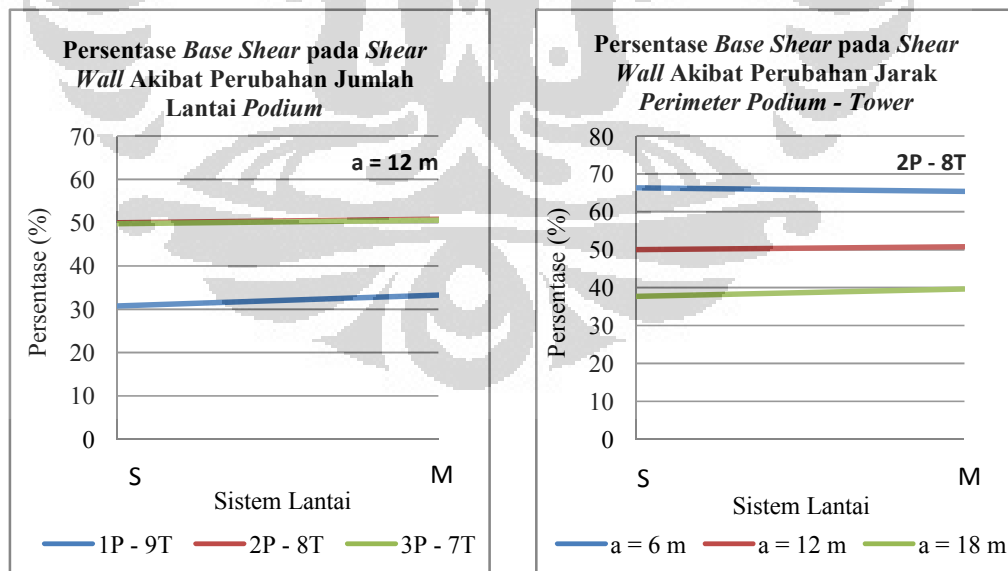 Persentase Base Shear pada Shear
Wall Akibat Perubahan Jumlah
Lantai Podium
70
60
50
40
30
20
10
0
a = 12 m
Persentase (%)
S
M
Sistem Lantai
1P - 9T
2P - 8T
3P - 7T
Persentase Base Shear pada Shear
Wall Akibat Perubahan Jarak
Perimeter Podium - Tower
80
70
60
50
40
30
20
10
0
2P - 8T
Persentase (%)
S
M
Sistem Lantai
a = 6 m
a = 12 m
a = 18 m